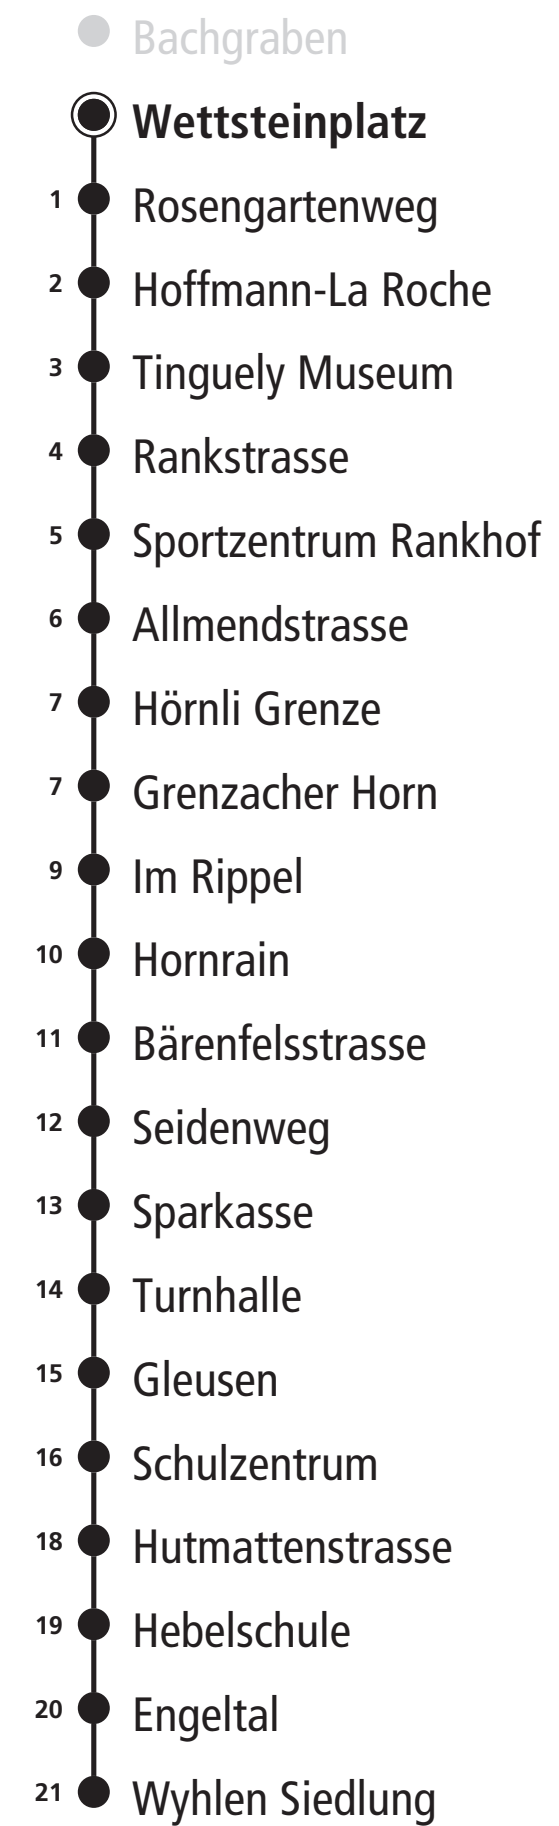 Bachgraben
Wettsteinplatz
1 Rosengartenweg
2 Hoffmann-La Roche
3 Tinguely Museum
4 Rankstrasse
5 Sportzentrum Rankhof
6 Allmendstrasse
7 Hörnli Grenze
7 Grenzacher Horn
9 Im Rippel
10 Hornrain
11 Bärenfelsstrasse
12 Seidenweg
13 Sparkasse
14 Turnhalle
15 Gleusen
16 Schulzentrum
18 Hutmattenstrasse
19 Hebelschule
20 Engeltal
21 Wyhlen Siedlung